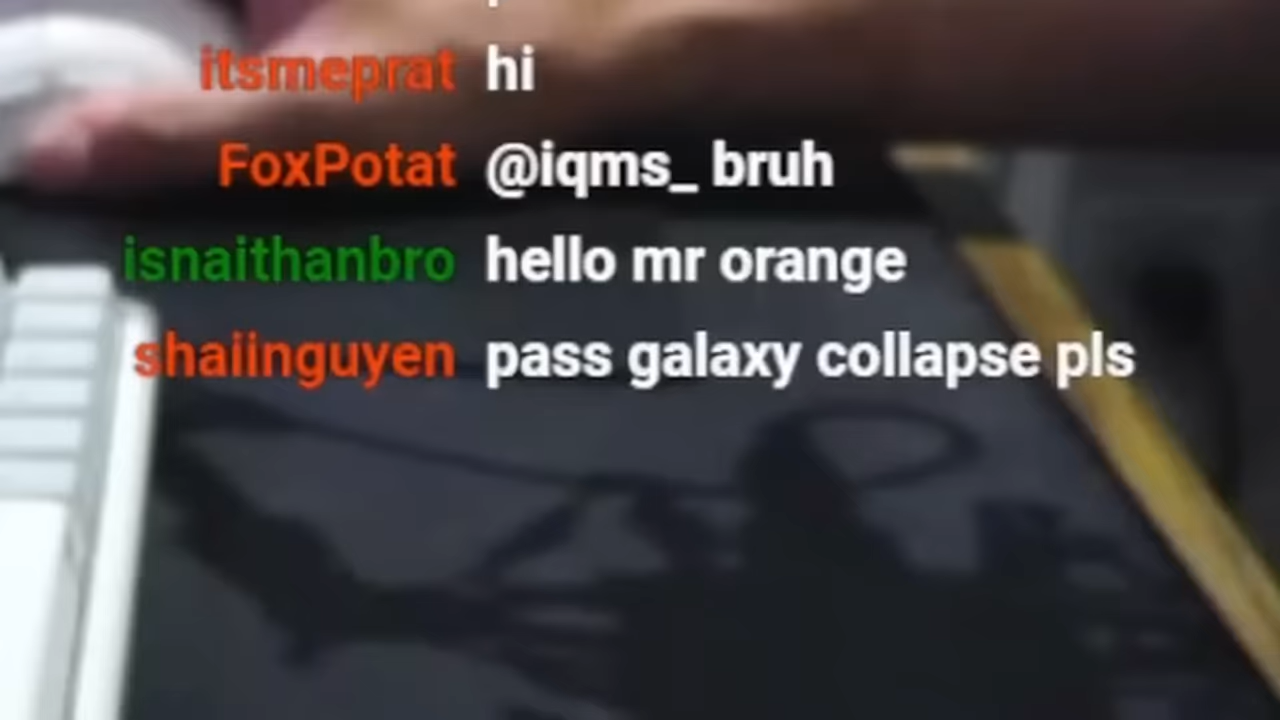 itsmeprat hi
FoxPotat @iqms_ bruh
isnaithanbro hello mr orange
shaiinguyen pass galaxy collapse pls